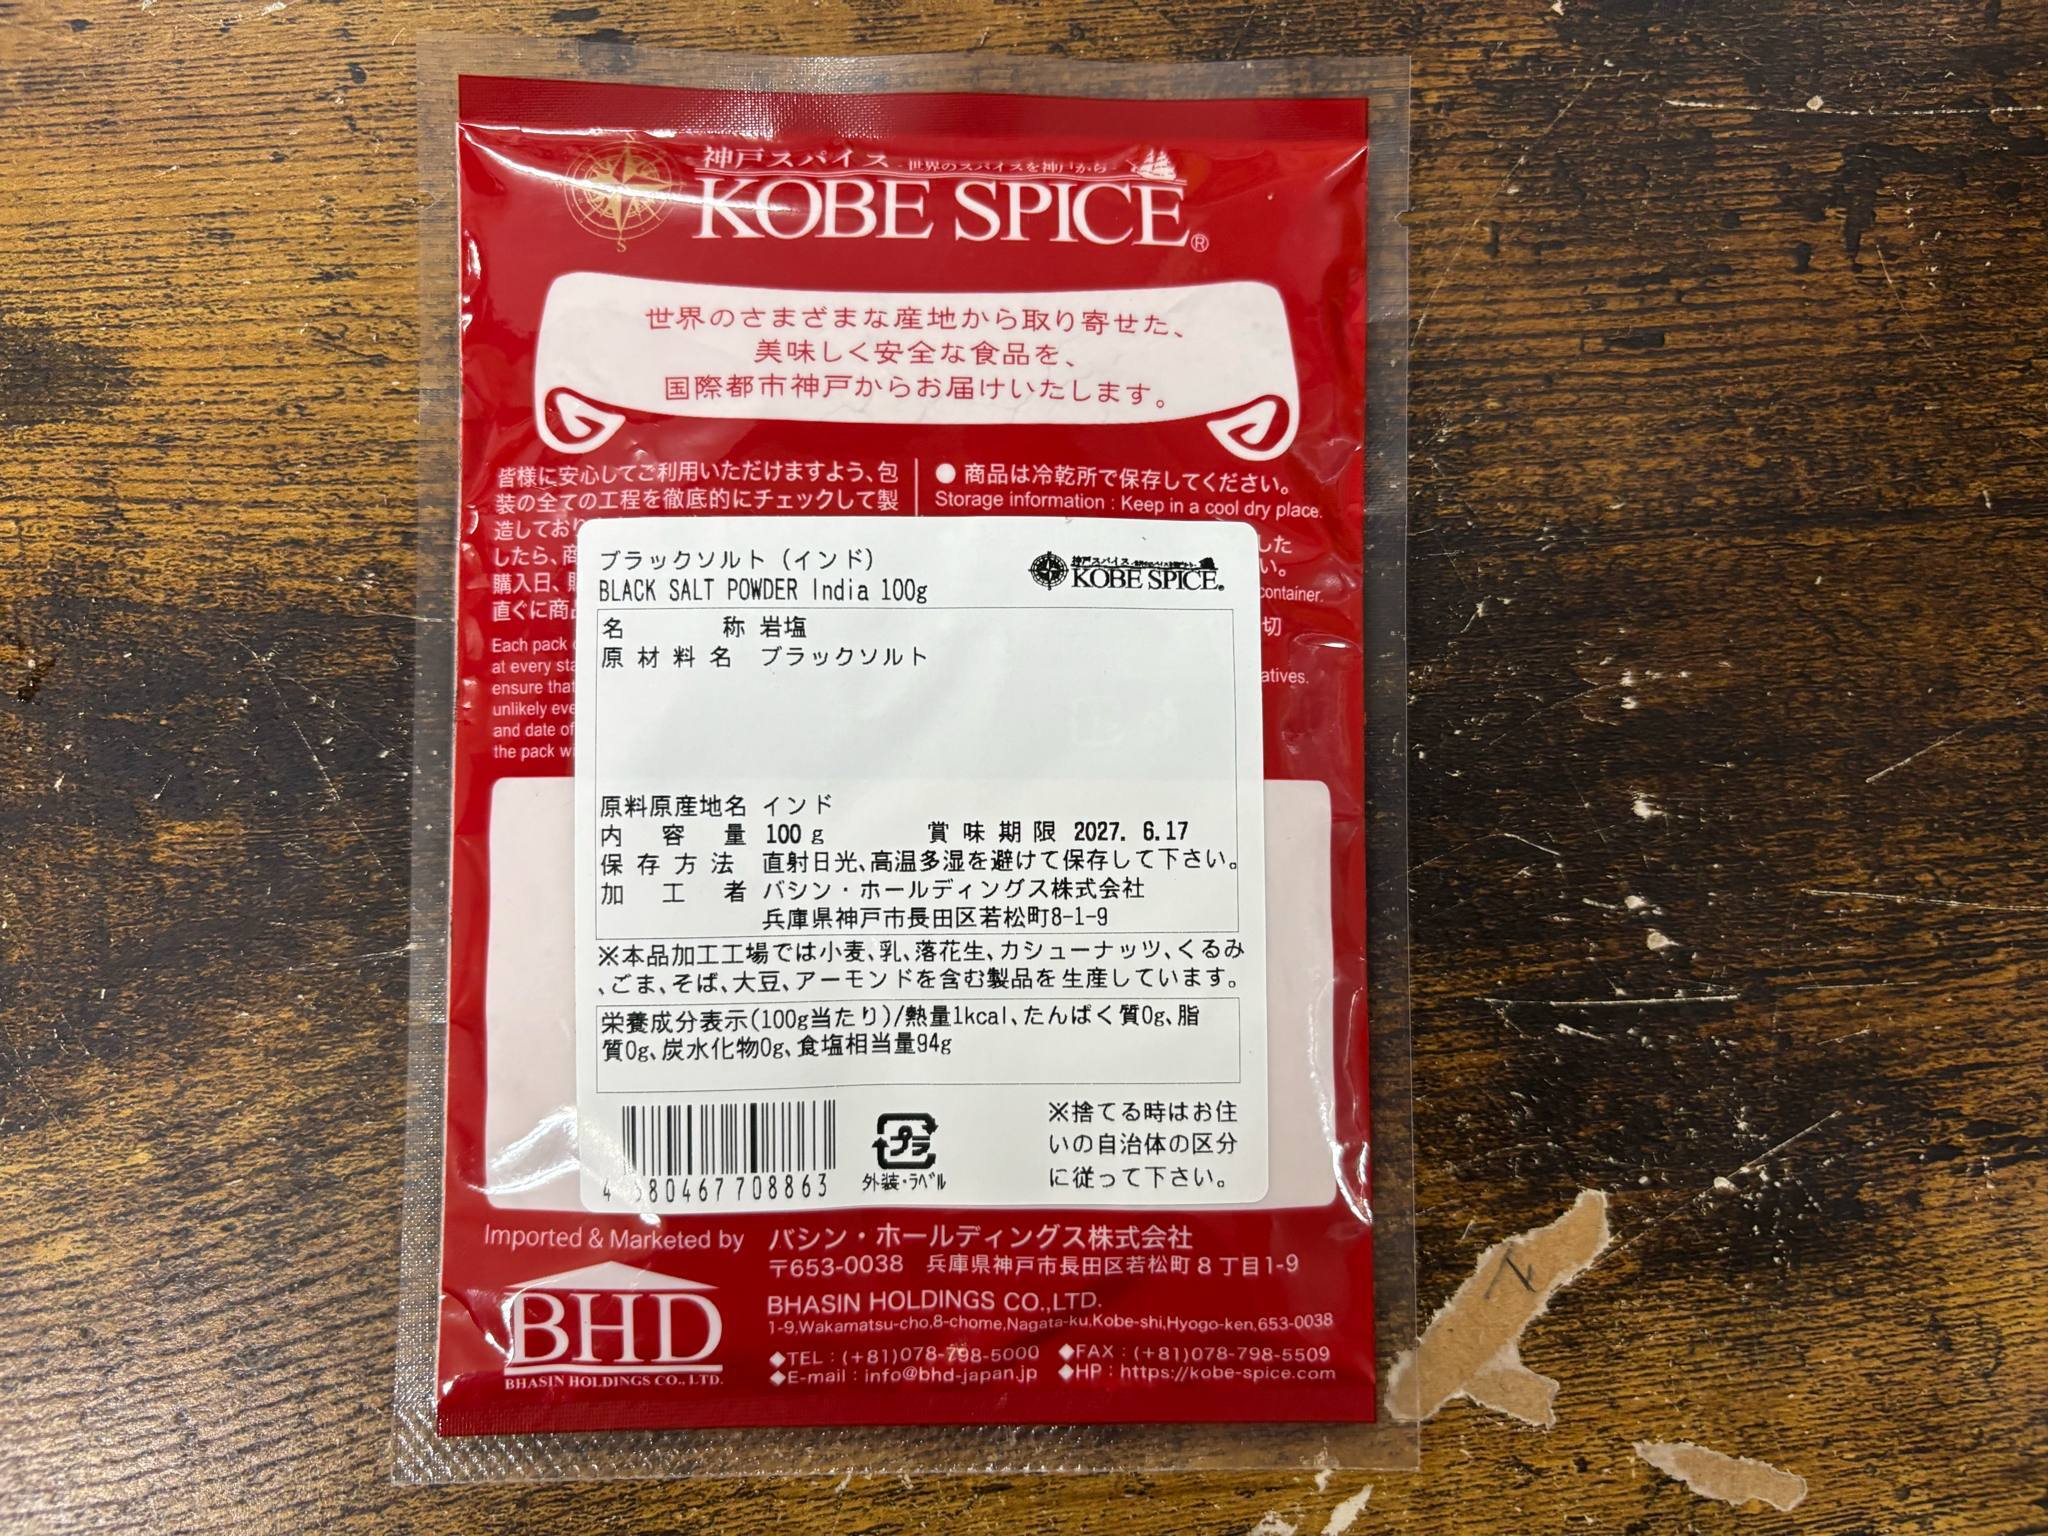 神戸スパイス - 世界のスパイスを神戸から -
KOBE SPICE®
S
世界のさまざまな産地から取り寄せた、
美味しく安全な食品を、
国際都市神戸からお届けいたします。
皆様に安心してご利用いただけますよう、包
装の全ての工程を徹底的にチェックして製
造しており
したら、商
購入日、
直ぐに商
Each pack
at every
ensure that
unlikely
and date of
the pack
● 商品は冷乾所で保存してください。
Storage information : Keep in a cool dry place.
した
い。
container.
切
ブラックソルト (インド)
BLACK SALT POWDER India 100g
神戸スパイス
KOBE SPICE®
名 称 岩塩
原材料名 ブラックソルト
原料原産地名 インド
内容量 100g 賞味期限 2027. 6.17
保存方法 直射日光、高温多湿を避けて保存して下さい。
加工者 バシン・ホールディングス株式会社
兵庫県神戸市長田区若松町8-1-9
※本品加工工場では小麦、乳、落花生、カシューナッツ、くるみ
、ごま、そば、大豆、アーモンドを含む製品を生産しています。
栄養成分表示(100g当たり)/熱量1kcal、たんぱく質0g、脂
質0g、炭水化物0g、食塩相当量94g
4580467708863
プラ
外装・ラベル
※捨てる時はお住
いの自治体の区分
に従って下さい。
Imported & Marketed by バシン・ホールディングス株式会社
〒653-0038 兵庫県神戸市長田区若松町8丁目1-9
BHD
BHASIN HOLDINGS CO., LTD.
BHASIN HOLDINGS CO.,LTD.
1-9,Wakamatsu-cho,8-chome,Nagata-ku,Kobe-shi,Hyogo-ken,653-0038
◆TEL : (+81)078-798-5000 ◆FAX : (+81)078-798-5509
◆E-mail : info@bhd-japan.jp ◆HP : https://kobe-spice.com